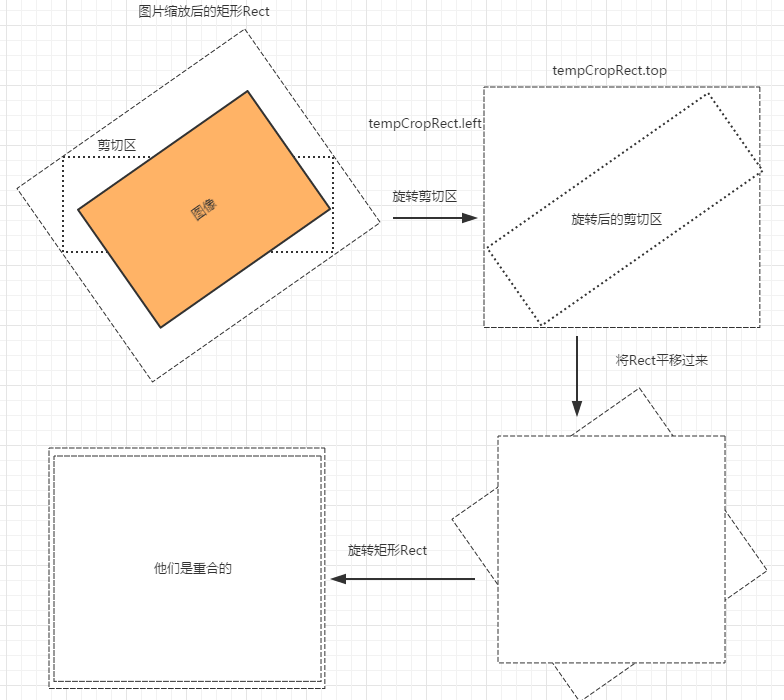 图片缩放后的矩形Rect
tempCropRect.top
tempCropRect.left
剪切区
图像
旋转剪切区
旋转后的剪切区
将Rect平移过来
旋转矩形Rect
他们是重合的